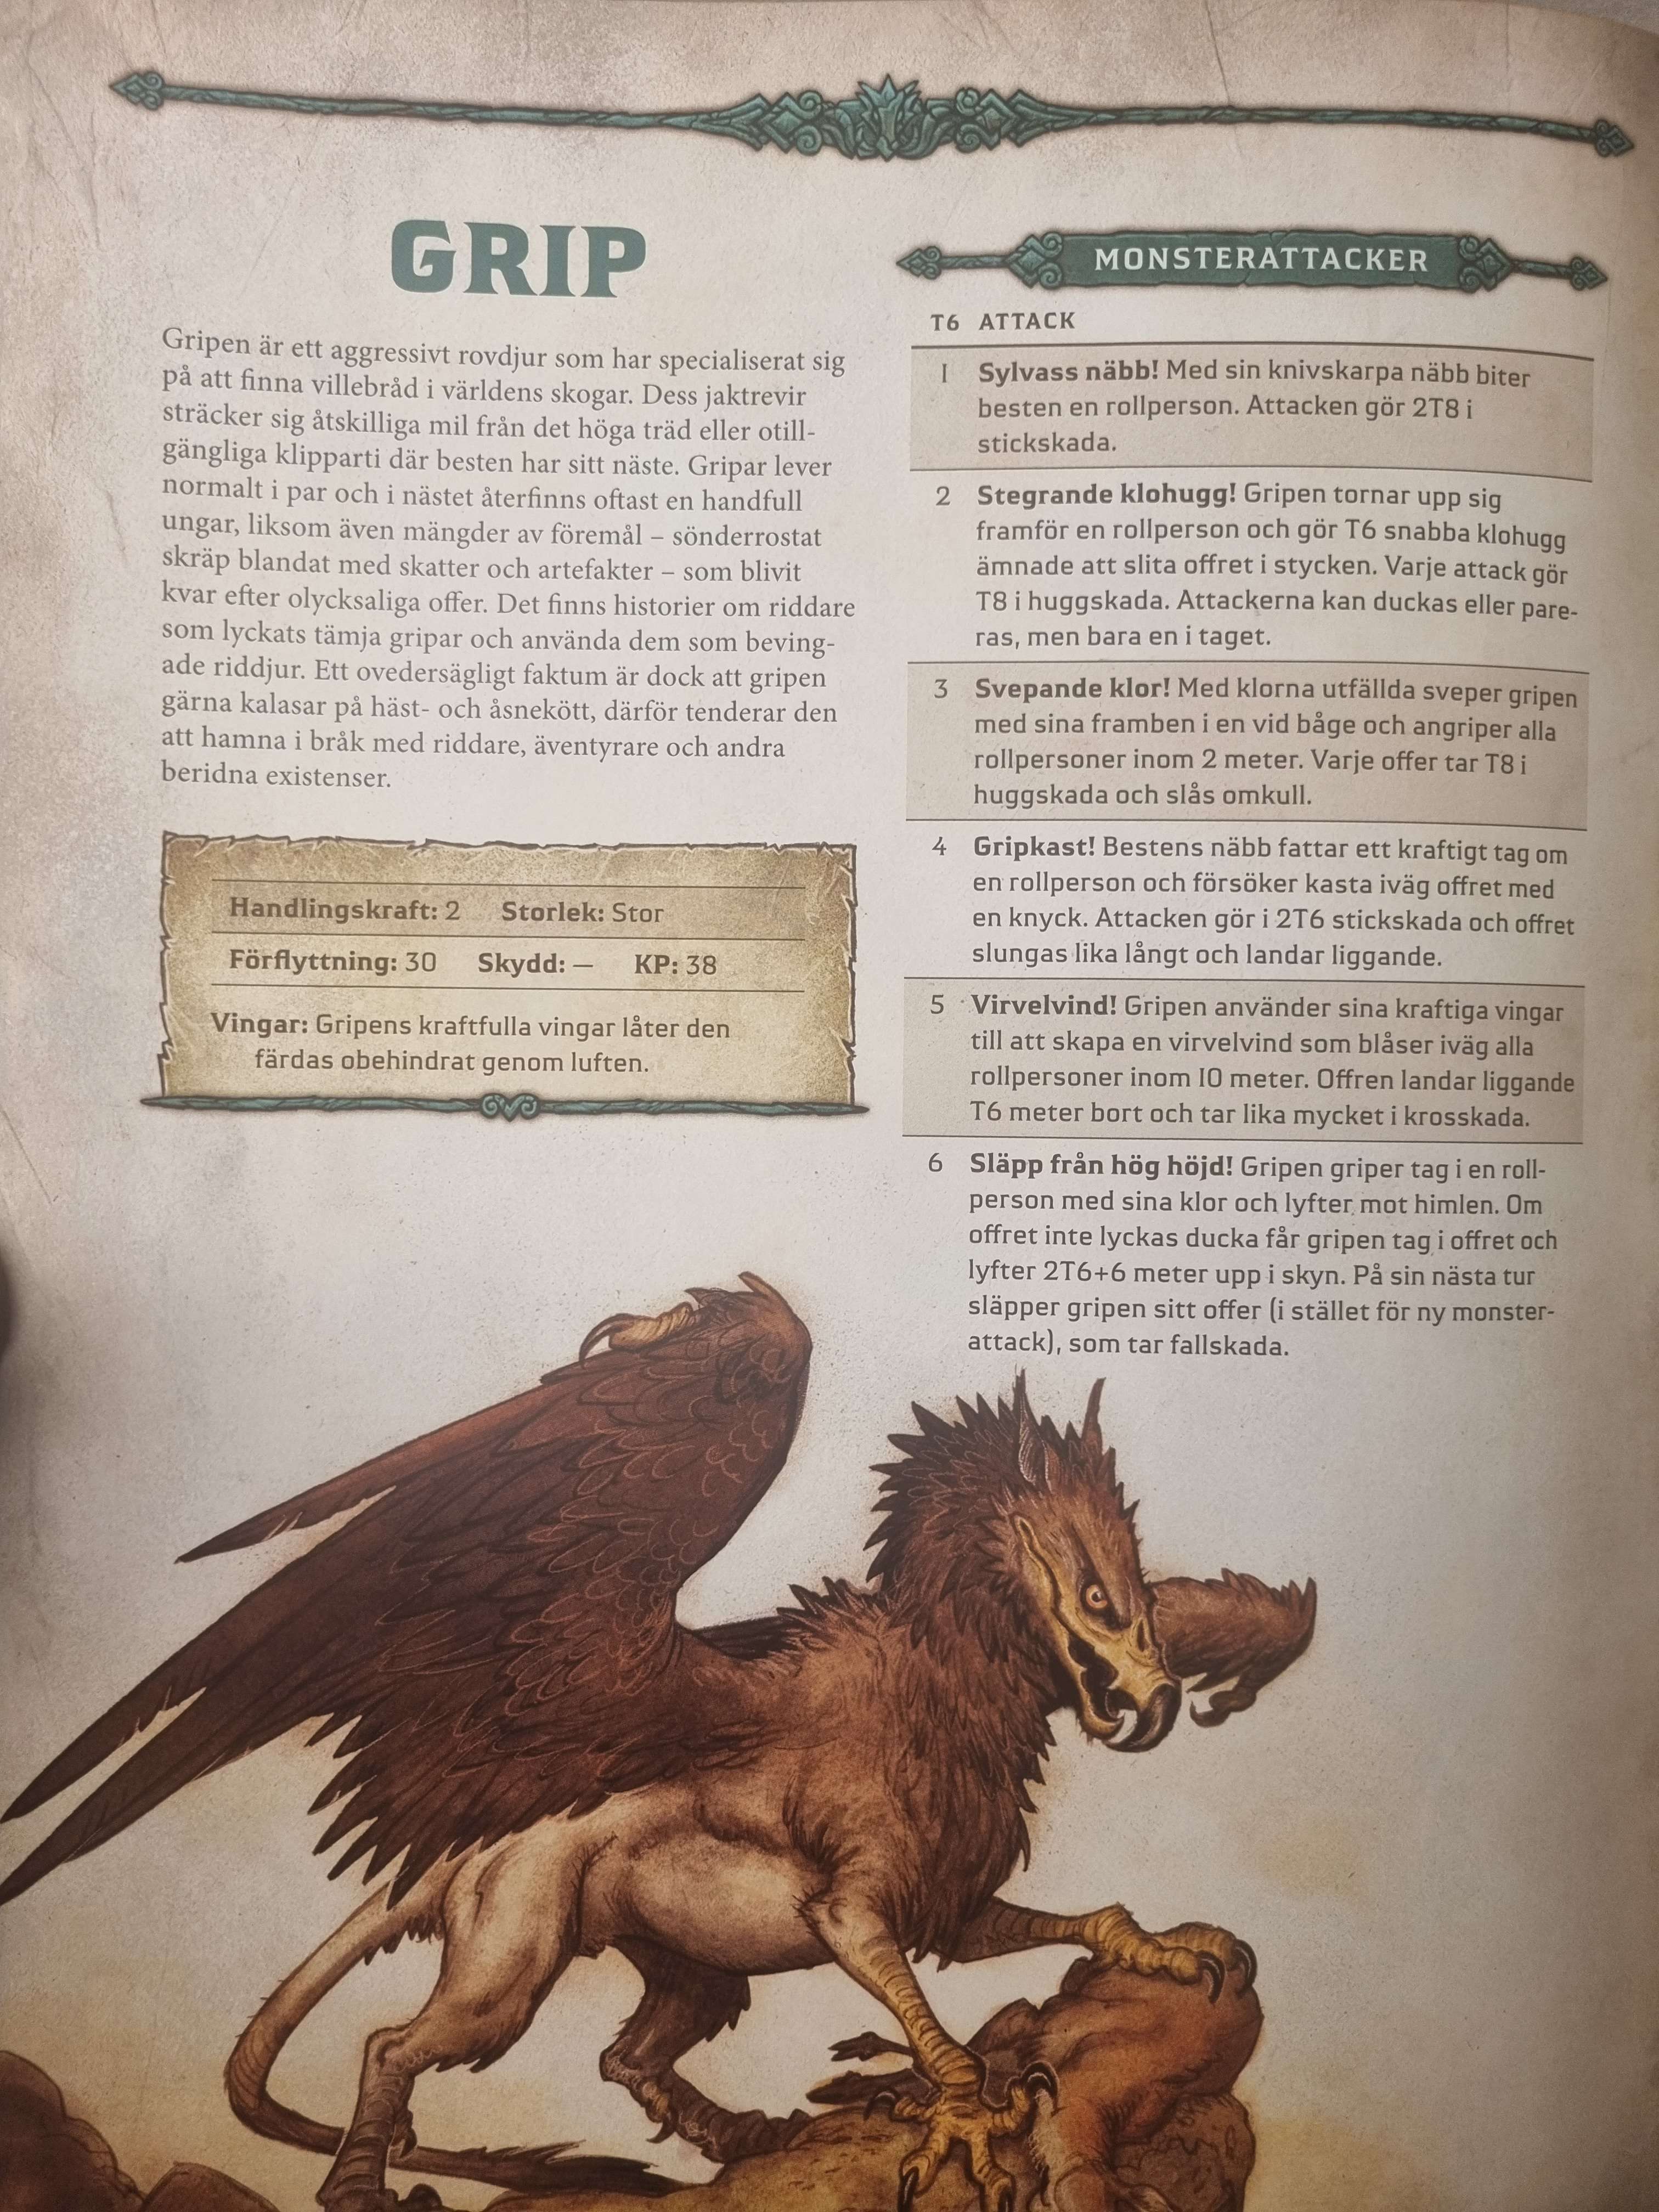 GRIP
Gripen är ett aggressivt rovdjur som har specialiserat sig
på att finna villebråd i världens skogar. Dess jaktrevir
sträcker sig åtskilliga mil från det höga träd eller otill-
gängliga klipparti där besten har sitt näste. Gripar lever
normalt i par och i nästet återfinns oftast en handfull
ungar, liksom även mängder av föremål – sönderrostat
skräp blandat med skatter och artefakter – som blivit
kvar efter olycksaliga offer. Det finns historier om riddare
som lyckats tämja gripar och använda dem som beving-
ade riddjur. Ett ovedersägligt faktum är dock att gripen
gärna kalasar på häst- och åsnekött, därför tenderar den
att hamna i bråk med riddare, äventyrare och andra
beridna existenser.
Handlingskraft: 2 Storlek: Stor
Förflyttning: 30 Skydd: — KP: 38
Vingar: Gripens kraftfulla vingar låter den
färdas obehindrat genom luften.
MONSTERATTACKER
T6 ATTACK
1 Sylvass näbb! Med sin knivskarpa näbb biter
besten en rollperson. Attacken gör 2T8 i
stickskada.
2 Stegrande klohugg! Gripen tornar upp sig
framför en rollperson och gör T6 snabba klohugg
ämnade att slita offret i stycken. Varje attack gör
T8 i huggskada. Attackerna kan duckas eller pare-
ras, men bara en i taget.
3 Svepande klor! Med klorna utfällda sveper gripen
med sina framben i en vid båge och angriper alla
rollpersoner inom 2 meter. Varje offer tar T8 i
huggskada och slås omkull.
4 Gripkast! Bestens näbb fattar ett kraftigt tag om
en rollperson och försöker kasta iväg offret med
en knyck. Attacken gör i 2T6 stickskada och offret
slungas lika långt och landar liggande.
5 Virvelvind! Gripen använder sina kraftiga vingar
till att skapa en virvelvind som blåser iväg alla
rollpersoner inom 10 meter. Offren landar liggande
T6 meter bort och tar lika mycket i krosskada.
6 Släpp från hög höjd! Gripen griper tag i en roll-
person med sina klor och lyfter mot himlen. Om
offret inte lyckas ducka får gripen tag i offret och
lyfter 2T6+6 meter upp i skyn. På sin nästa tur
släpper gripen sitt offer (i stället för ny monster-
attack), som tar fallskada.